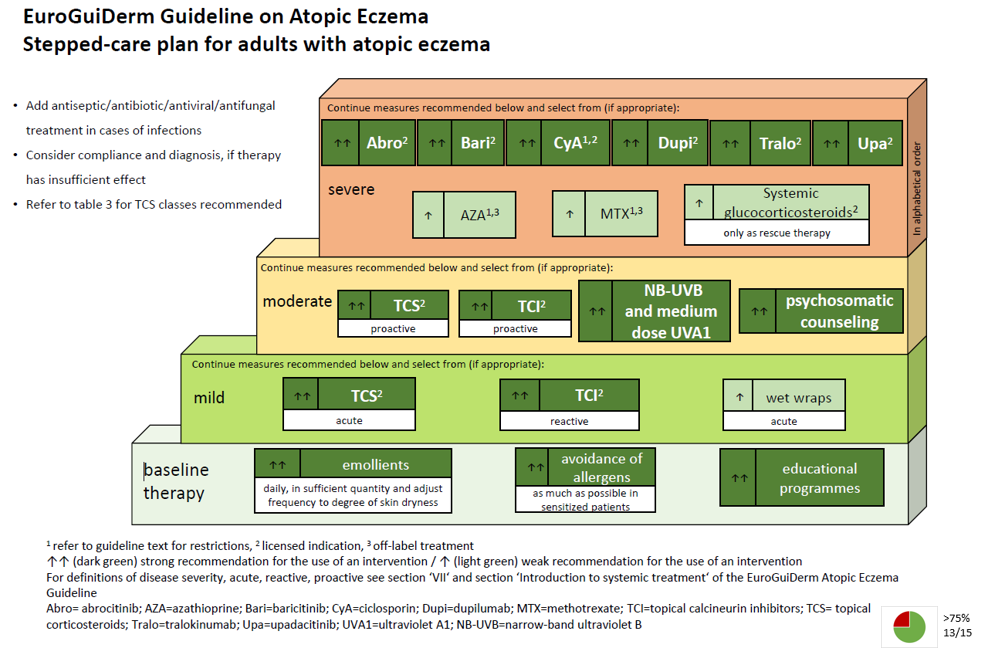 EuroGuiDerm Guideline on Atopic Eczema
Stepped-care plan for adults with atopic eczema
• Add antiseptic/antibiotic/antiviral/antifungal
treatment in cases of infections
• Consider compliance and diagnosis, if therapy
has insufficient effect
• Refer to table 3 for TCS classes recommended
Continue measures recommended below and select from (if appropriate):
↑↑ Abro² ↑↑ Bari² ↑↑ CyA¹,² ↑↑ Dupi² ↑↑ Tralo² ↑↑ Upa²
In alphabetical order
severe
↑ AZA¹,³ ↑ MTX¹,³ ↑ Systemic
glucocorticosteroids²
only as rescue therapy
Continue measures recommended below and select from (if appropriate):
moderate
↑↑ TCS²
proactive
↑↑ TCI²
proactive
↑↑ NB-UVB
and medium
dose UVA1
↑↑ psychosomatic
counseling
Continue measures recommended below and select from (if appropriate):
mild
↑↑ TCS²
acute
↑↑ TCI²
reactive
↑ wet wraps
acute
baseline
therapy
↑↑ emollients
daily, in sufficient quantity and adjust
frequency to degree of skin dryness
↑↑ avoidance of
allergens
as much as possible in
sensitized patients
↑↑ educational
programmes
¹ refer to guideline text for restrictions, ² licensed indication, ³ off-label treatment
↑↑ (dark green) strong recommendation for the use of an intervention / ↑ (light green) weak recommendation for the use of an intervention
For definitions of disease severity, acute, reactive, proactive see section ‘VII‘ and section ‘Introduction to systemic treatment‘ of the EuroGuiDerm Atopic Eczema
Guideline
Abro= abrocitinib; AZA=azathioprine; Bari=baricitinib; CyA=ciclosporin; Dupi=dupilumab; MTX=methotrexate; TCI=topical calcineurin inhibitors; TCS= topical
corticosteroids; Tralo=tralokinumab; Upa=upadacitinib; UVA1=ultraviolet A1; NB-UVB=narrow-band ultraviolet B
>75%
13/15